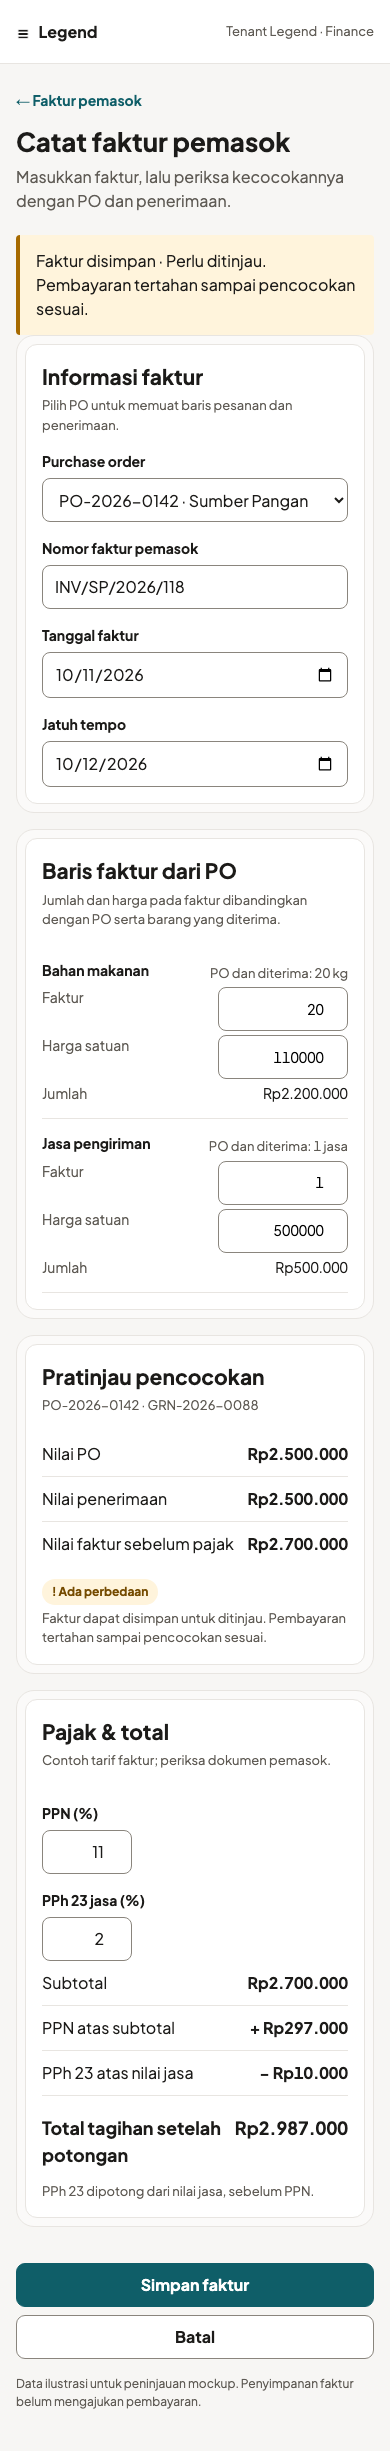 ≡ Legend
Tenant Legend · Finance
← Faktur pemasok
Catat faktur pemasok
Masukkan faktur, lalu periksa kecocokannya
dengan PO dan penerimaan.
Faktur disimpan · Perlu ditinjau.
Pembayaran tertahan sampai pencocokan
sesuai.
Informasi faktur
Pilih PO untuk memuat baris pesanan dan
penerimaan.
Purchase order
PO-2026-0142 · Sumber Pangan
Nomor faktur pemasok
INV/SP/2026/118
Tanggal faktur
10/11/2026
Jatuh tempo
10/12/2026
Baris faktur dari PO
Jumlah dan harga pada faktur dibandingkan
dengan PO serta barang yang diterima.
Bahan makanan PO dan diterima: 20 kg
Faktur 20
Harga satuan 110000
Jumlah Rp2.200.000
Jasa pengiriman PO dan diterima: 1 jasa
Faktur 1
Harga satuan 500000
Jumlah Rp500.000
Pratinjau pencocokan
PO-2026-0142 · GRN-2026-0088
Nilai PO Rp2.500.000
Nilai penerimaan Rp2.500.000
Nilai faktur sebelum pajak Rp2.700.000
! Ada perbedaan
Faktur dapat disimpan untuk ditinjau. Pembayaran
tertahan sampai pencocokan sesuai.
Pajak & total
Contoh tarif faktur; periksa dokumen pemasok.
PPN (%)
11
PPh 23 jasa (%)
2
Subtotal Rp2.700.000
PPN atas subtotal + Rp297.000
PPh 23 atas nilai jasa − Rp10.000
Total tagihan setelah Rp2.987.000
potongan
PPh 23 dipotong dari nilai jasa, sebelum PPN.
Simpan faktur
Batal
Data ilustrasi untuk peninjauan mockup. Penyimpanan faktur
belum mengajukan pembayaran.